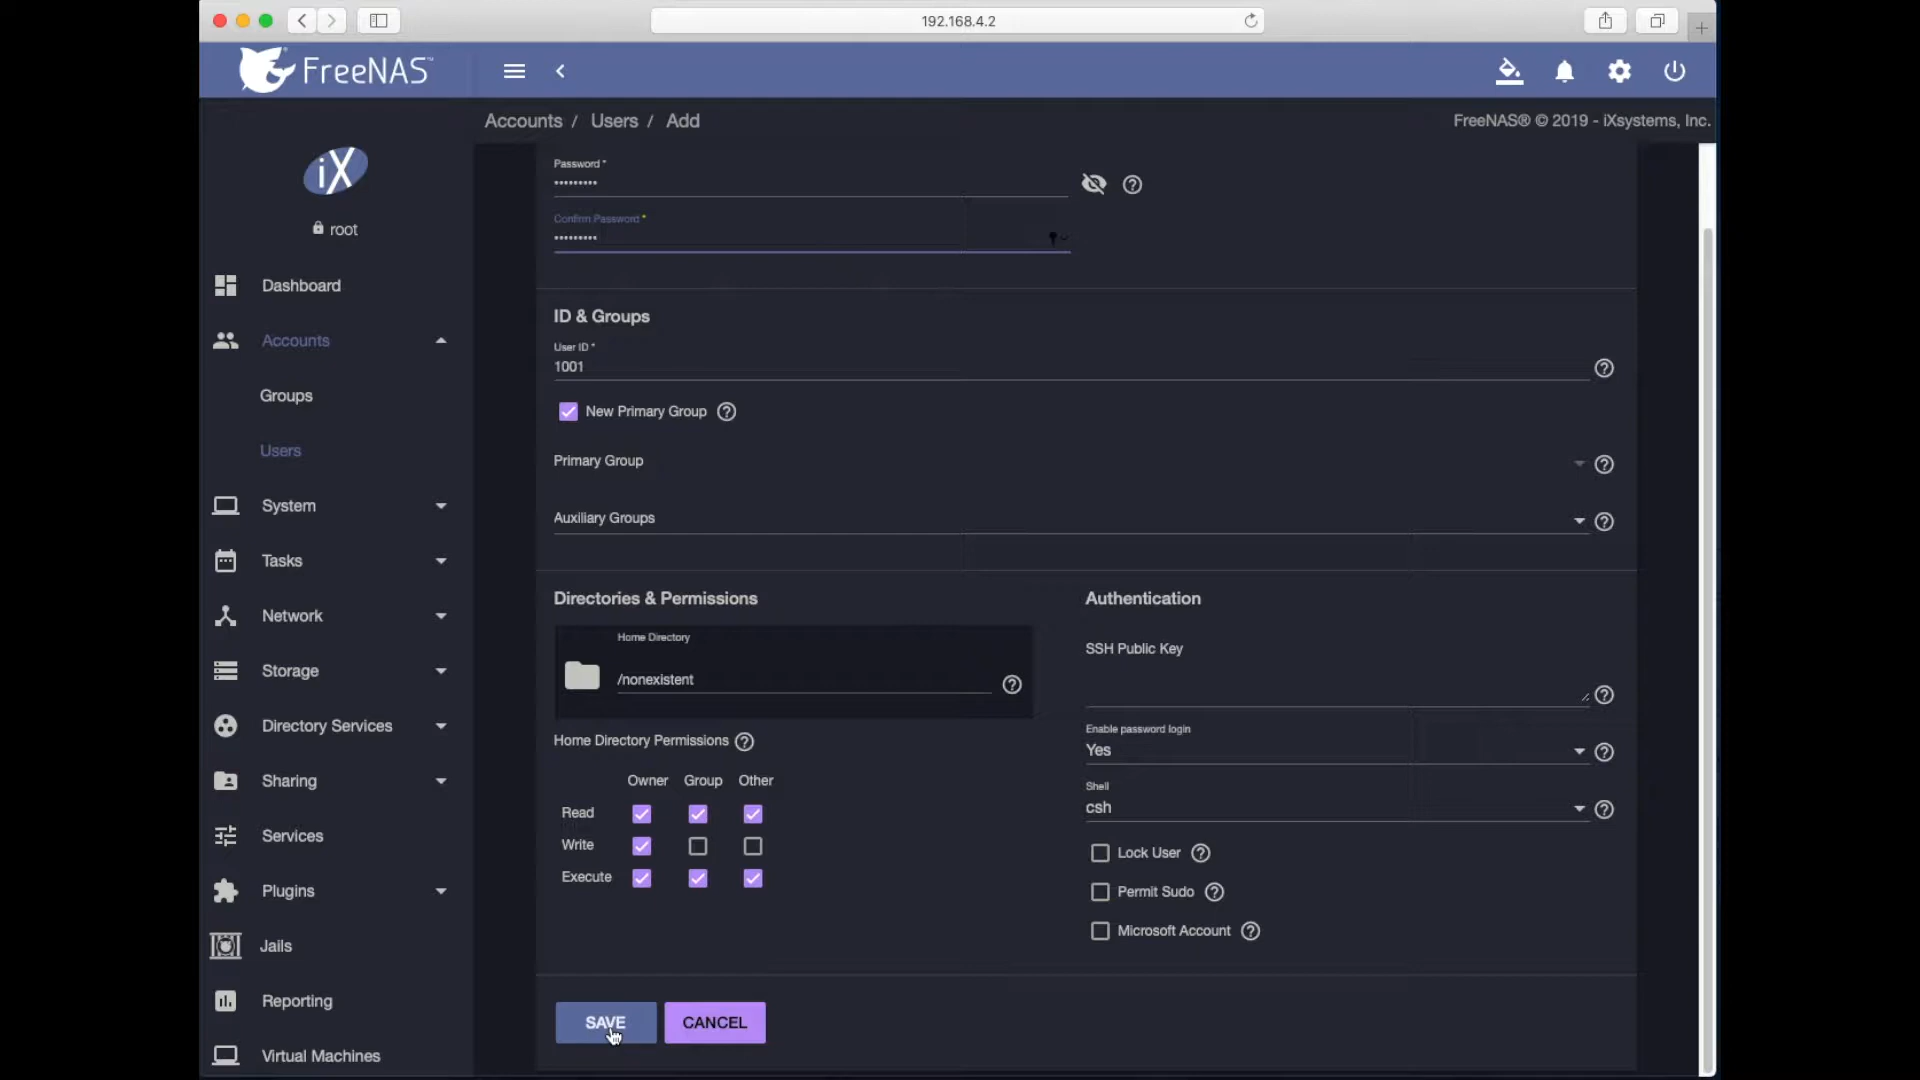 192.168.4.2
FreeNAS™
Accounts / Users / Add
FreeNAS® © 2019 - iXsystems, Inc.
iX
root
Dashboard
Accounts
Groups
Users
System
Tasks
Network
Storage
Directory Services
Sharing
Services
Plugins
Jails
Reporting
Virtual Machines
Password *
•••••••••
Confirm Password *
•••••••••
ID & Groups
User ID *
1001
New Primary Group
Primary Group
Auxiliary Groups
Directories & Permissions
Home Directory
/nonexistent
Home Directory Permissions
Owner Group Other
Read
Write
Execute
Authentication
SSH Public Key
Enable password login
Yes
Shell
csh
Lock User
Permit Sudo
Microsoft Account
SAVE CANCEL